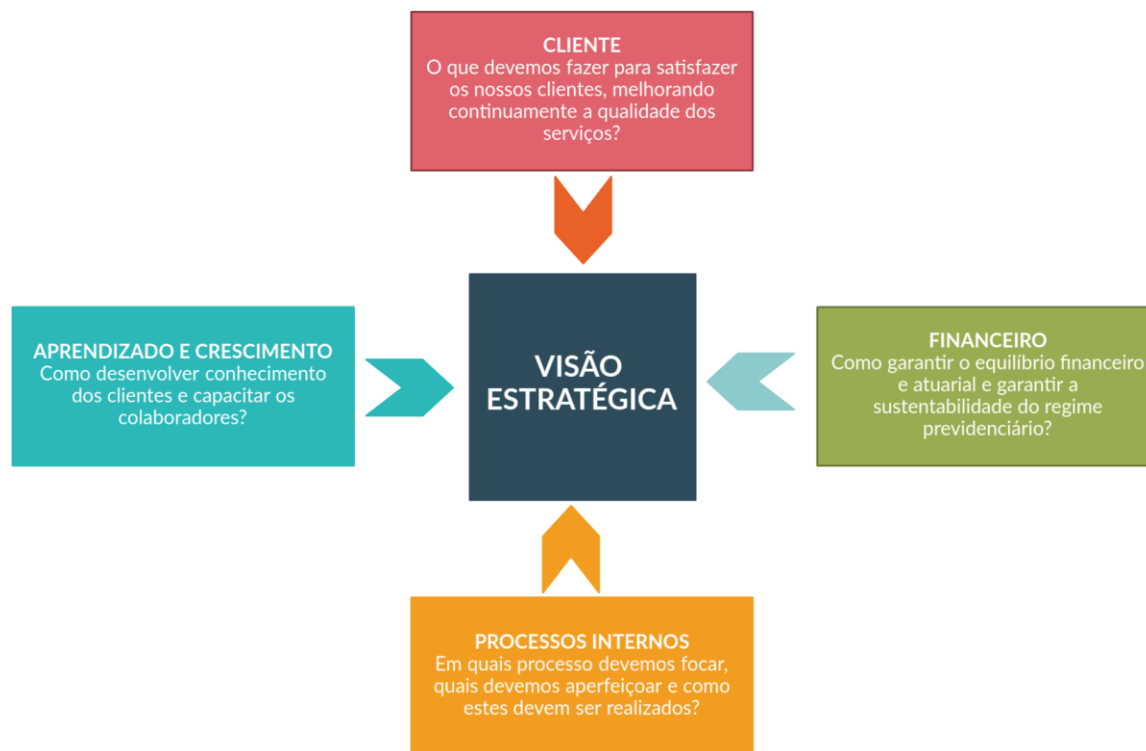 CLIENTE
O que devemos fazer para satisfazer
os nossos clientes, melhorando
continuamente a qualidade dos
serviços?
APRENDIZADO E CRESCIMENTO
Como desenvolver conhecimento
dos clientes e capacitar os
colaboradores?
VISÃO
ESTRATÉGICA
FINANCEIRO
Como garantir o equilíbrio financeiro
e atuarial e garantir a
sustentabilidade do regime
previdenciário?
PROCESSOS INTERNOS
Em quais processo devemos focar,
quais devemos aperfeiçoar e como
estes devem ser realizados?